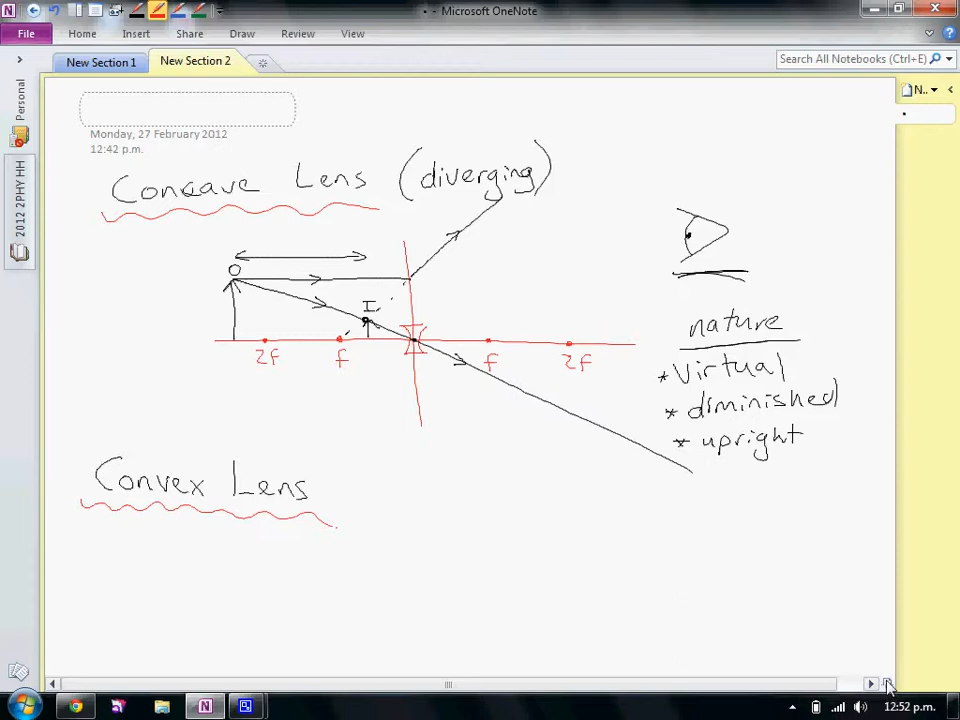 Microsoft OneNote
File Home Insert Share Draw Review View
New Section 1 New Section 2 Search All Notebooks (Ctrl+E)
N..
Personal
2012 2PHY HH
Monday, 27 February 2012
12:42 p.m.
Concave Lens (diverging)
O
I
2f f f 2f
nature
*Virtual
* diminished
* upright
Convex Lens
12:52 p.m.